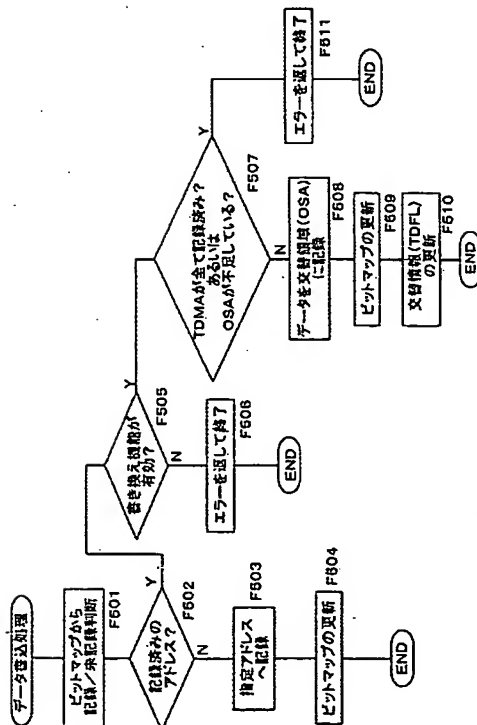 データ書込処理
ビットマップから
記録/未記録判断
F501
記録済みの
アドレス?
F502
Y
N
指定アドレス
へ記録
F503
ビットマップの更新
F504
END
書き換え機能が
有効?
F505
Y
N
エラーを返して終了
F506
END
TDMAが全て記録済み?
あるいは
OSAが不足している?
F507
Y
N
データを交替領域(OSA)
に記録
F508
ビットマップの更新
F509
交替情報(TDFL)
の更新
F510
END
エラーを返して終了
F511
END